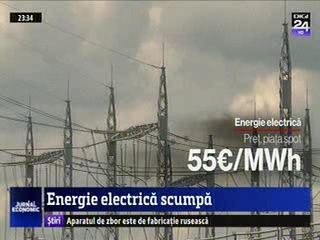 23:34
DIGI
24
HD
Energie electrică
Preț piața spot
55€/MWh
JURNAL
ECONOMIC
Energie electrică scumpă
Știri
Aparatul de zbor este de fabricație rusească